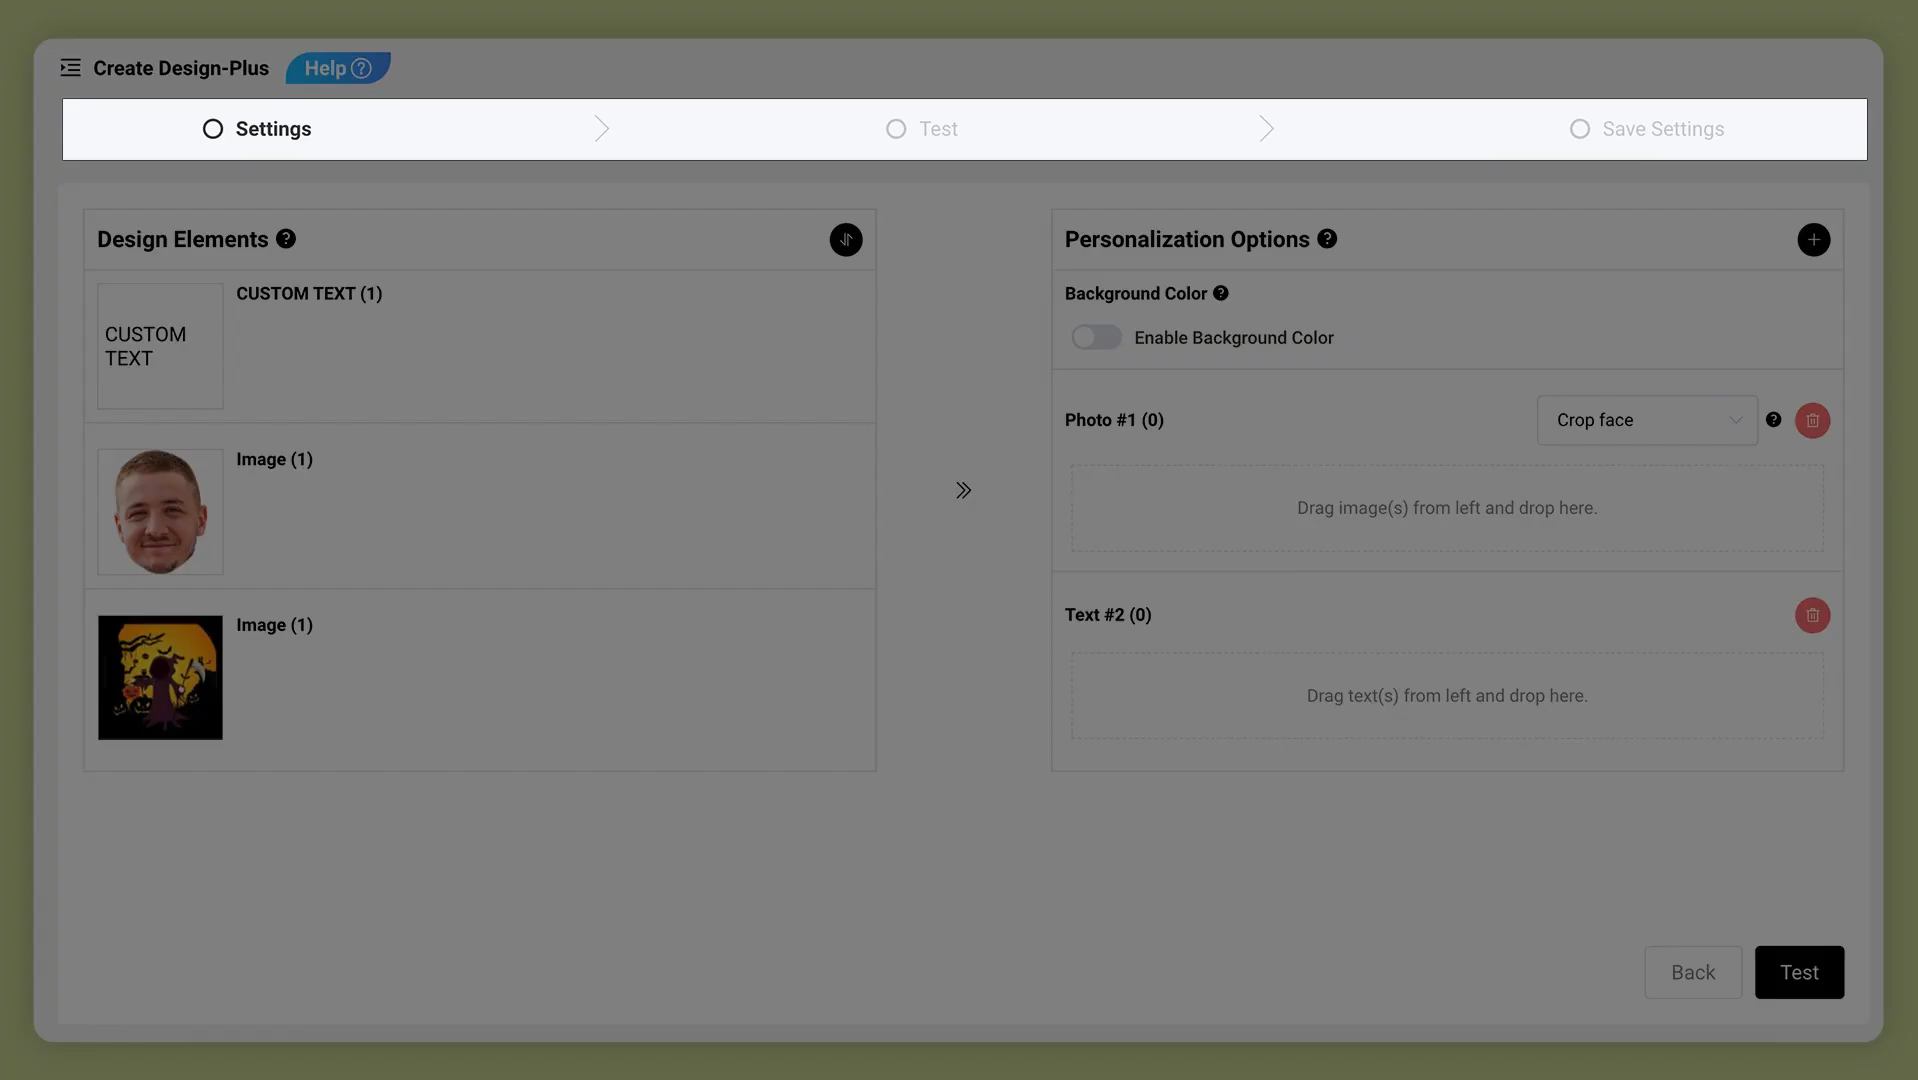 Create Design-Plus
Help
Settings
Test
Save Settings
Design Elements
CUSTOM TEXT (1)
CUSTOM
TEXT
Image (1)
Image (1)
Personalization Options
Background Color
Enable Background Color
Photo #1 (0)
Crop face
Drag image(s) from left and drop here.
Text #2 (0)
Drag text(s) from left and drop here.
Back
Test